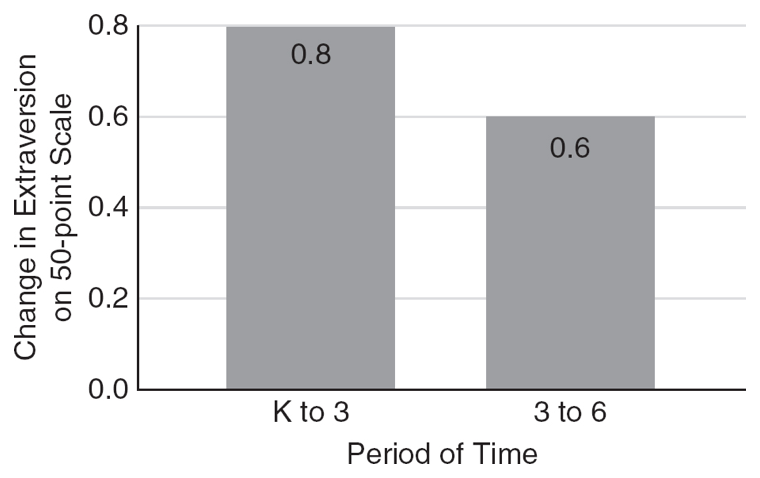 Change in Extraversion
on 50-point Scale
0.8
0.6
0.4
0.2
0.0
0.8
0.6
K to 3
3 to 6
Period of Time